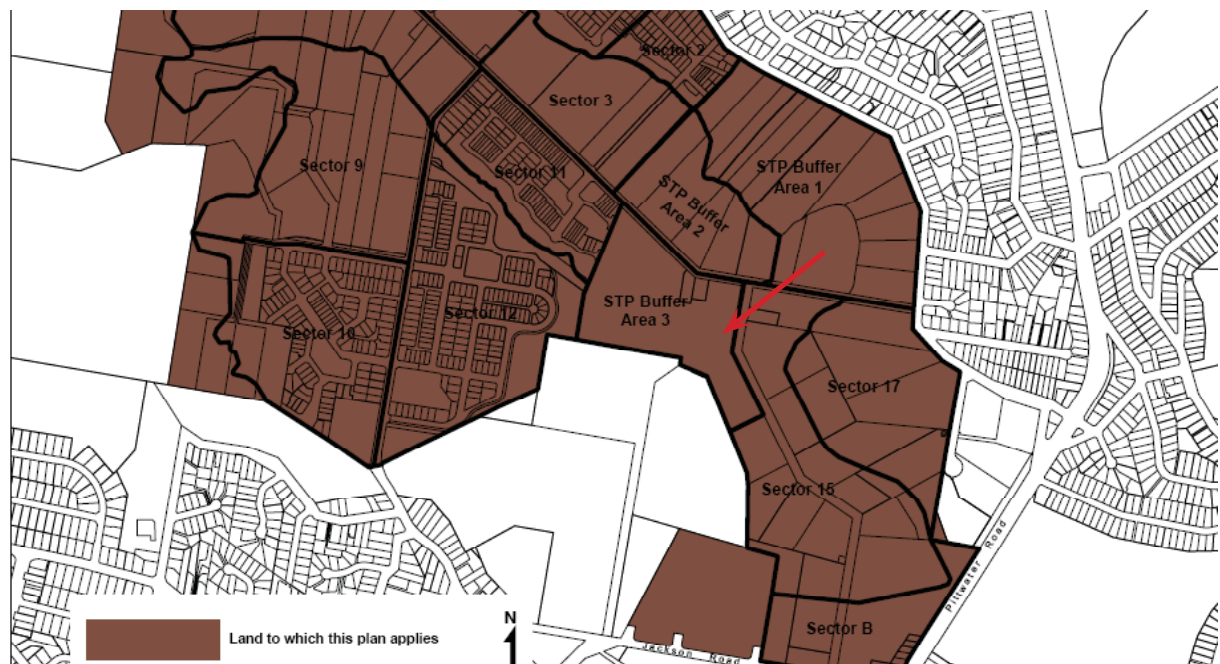 Sector 2
Sector 3
Sector 9
Sector 11
STP Buffer
Area 1
STP Buffer
Area 2
STP Buffer
Area 3
Sector 10
Sector 12
Sector 17
Sector 15
Pittwater Road
Sector B
Land to which this plan applies
N
Jackson Road